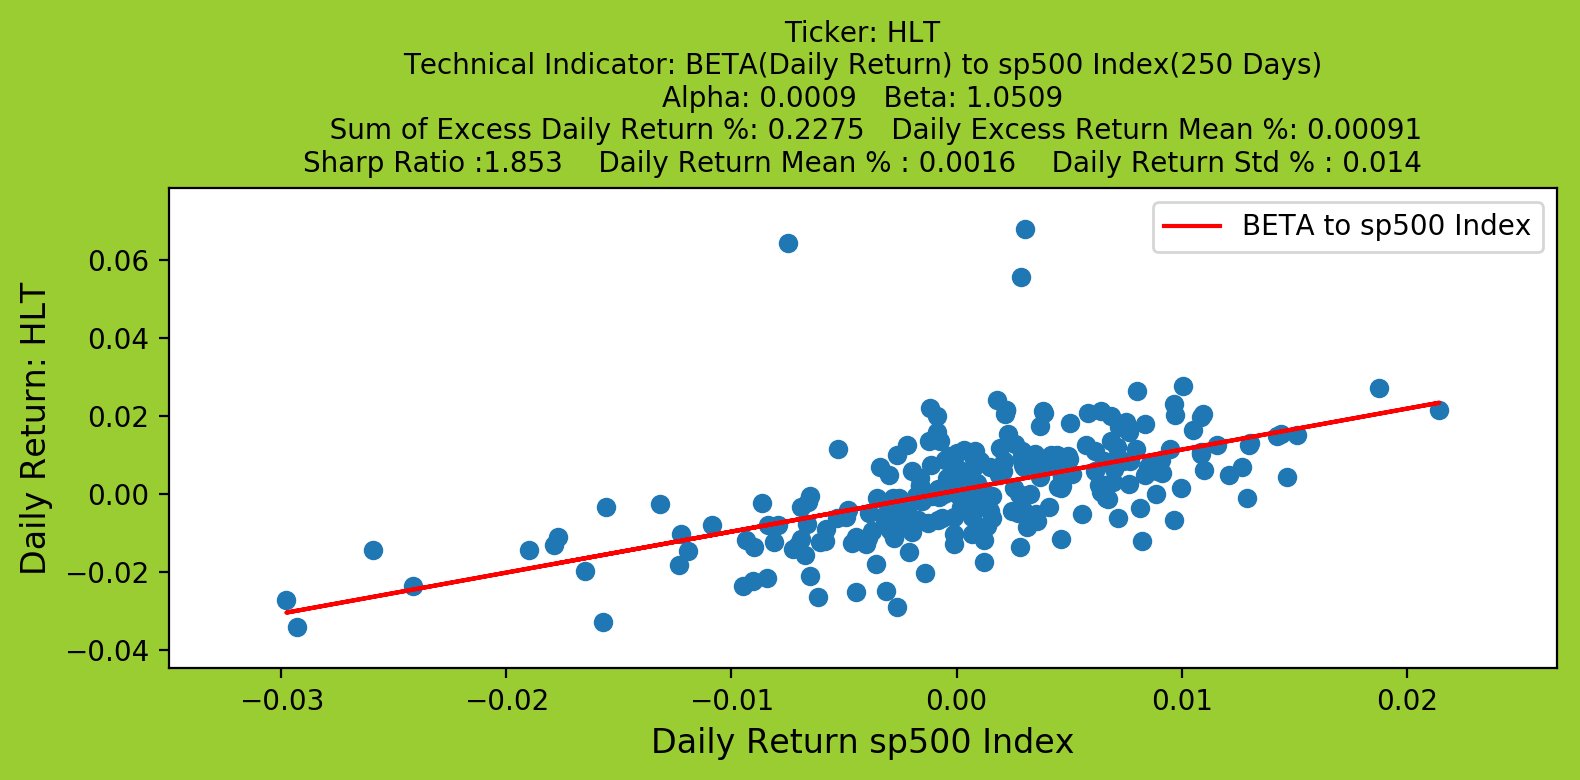 Ticker: HLT
Technical Indicator: BETA(Daily Return) to sp500 Index(250 Days)
Alpha: 0.0009   Beta: 1.0509
Sum of Excess Daily Return %: 0.2275   Daily Excess Return Mean %: 0.00091
Sharp Ratio :1.853    Daily Return Mean % : 0.0016    Daily Return Std % : 0.014
BETA to sp500 Index
Daily Return: HLT
0.06
0.04
0.02
0.00
−0.02
−0.04
−0.03 −0.02 −0.01 0.00 0.01 0.02
Daily Return sp500 Index